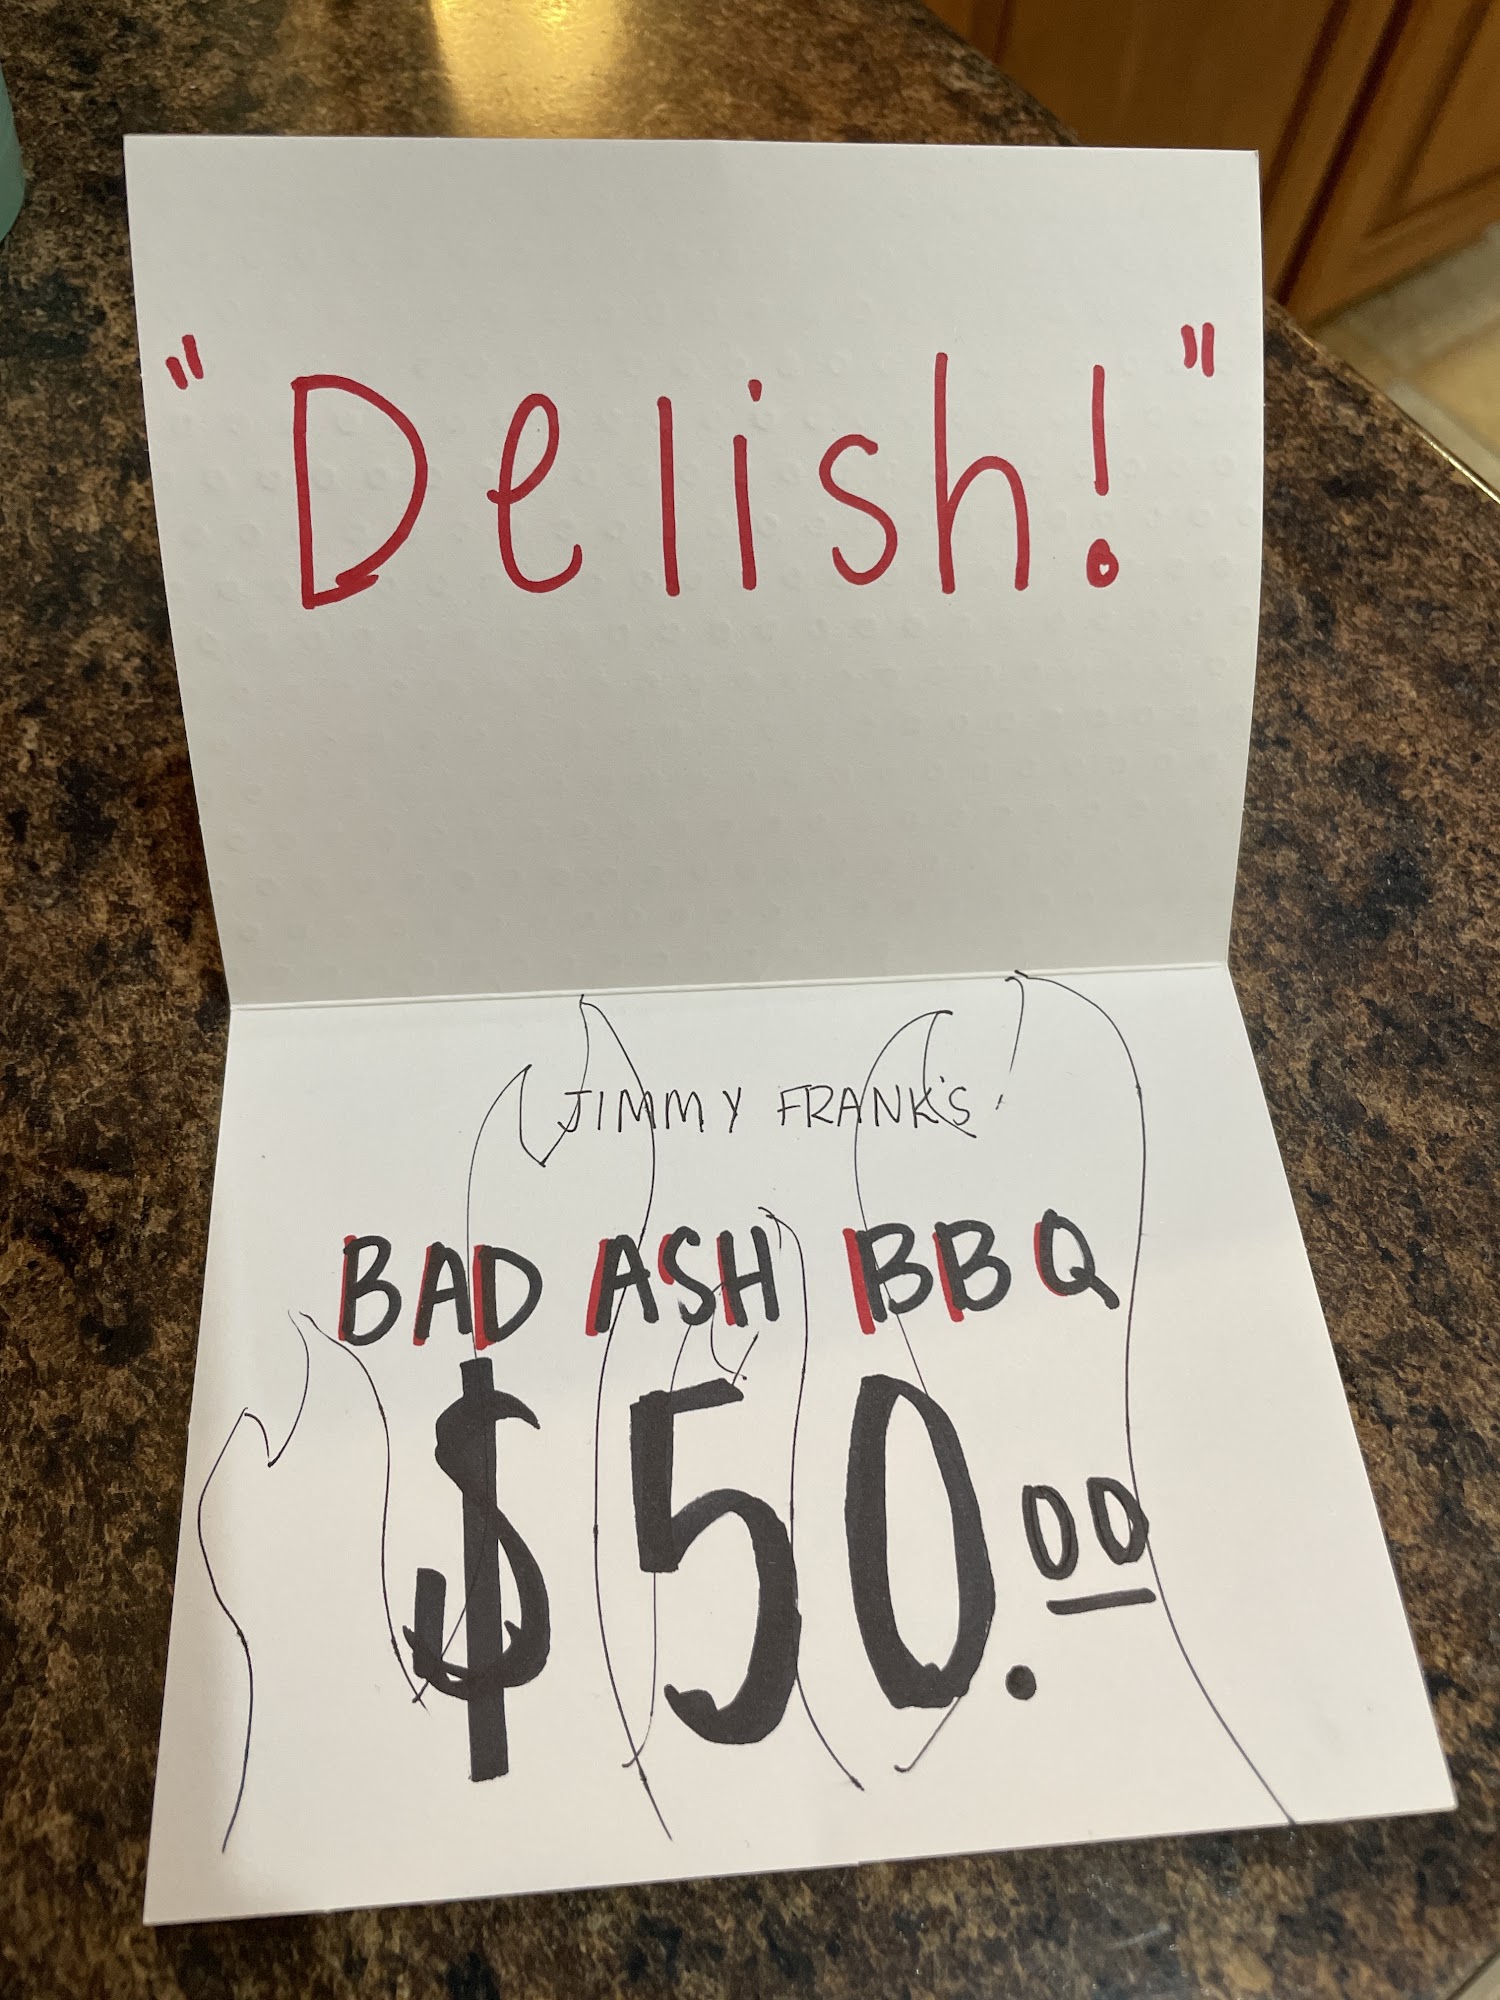 "Delish!"
JIMMY FRANK'S
BAD ASH BBQ
$50.00